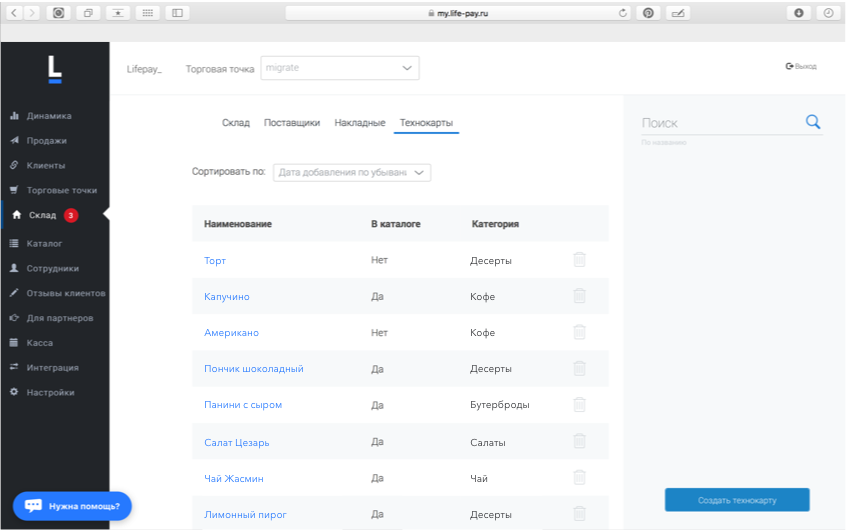 my.life-pay.ru
L
Lifepay_ Торговая точка migrate
Выход
Динамика
Продажи
Клиенты
Торговые точки
Склад 3
Каталог
Сотрудники
Отзывы клиентов
Для партнеров
Касса
Интеграция
Настройки
Нужна помощь?
Склад Поставщики Накладные Технокарты
Сортировать по: Дата добавления по убыван
Наименование В каталоге Категория
Торт Нет Десерты
Капучино Да Кофе
Американо Нет Кофе
Пончик шоколадный Да Десерты
Панини с сыром Да Бутерброды
Салат Цезарь Да Салаты
Чай Жасмин Да Чай
Лимонный пирог Да Десерты
Поиск
По названию
Создать технокарту